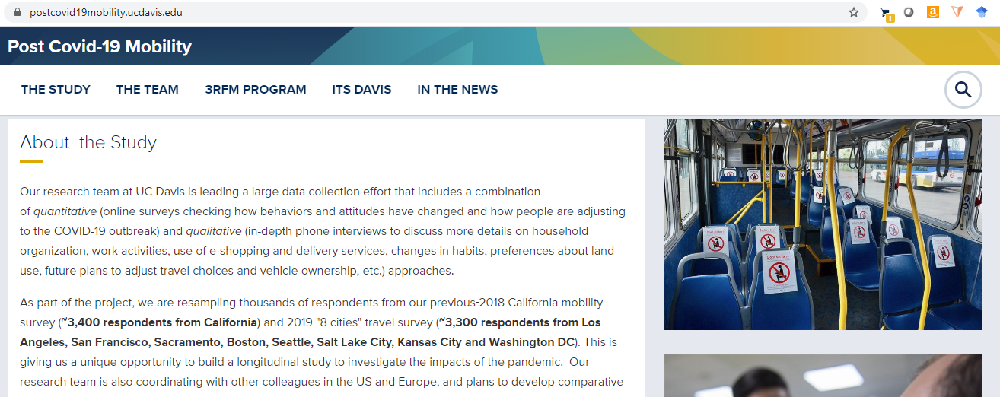 postcovid19mobility.ucdavis.edu
1
Post Covid-19 Mobility
THE STUDY THE TEAM 3RFM PROGRAM ITS DAVIS IN THE NEWS
About the Study
Our research team at UC Davis is leading a large data collection effort that includes a combination
of quantitative (online surveys checking how behaviors and attitudes have changed and how people are adjusting
to the COVID-19 outbreak) and qualitative (in-depth phone interviews to discuss more details on household
organization, work activities, use of e-shopping and delivery services, changes in habits, preferences about land
use, future plans to adjust travel choices and vehicle ownership, etc.) approaches.
As part of the project, we are resampling thousands of respondents from our previous-2018 California mobility
survey (~3,400 respondents from California) and 2019 "8 cities" travel survey (~3,300 respondents from Los
Angeles, San Francisco, Sacramento, Boston, Seattle, Salt Lake City, Kansas City and Washington DC). This is
giving us a unique opportunity to build a longitudinal study to investigate the impacts of the pandemic. Our
research team is also coordinating with other colleagues in the US and Europe, and plans to develop comparative